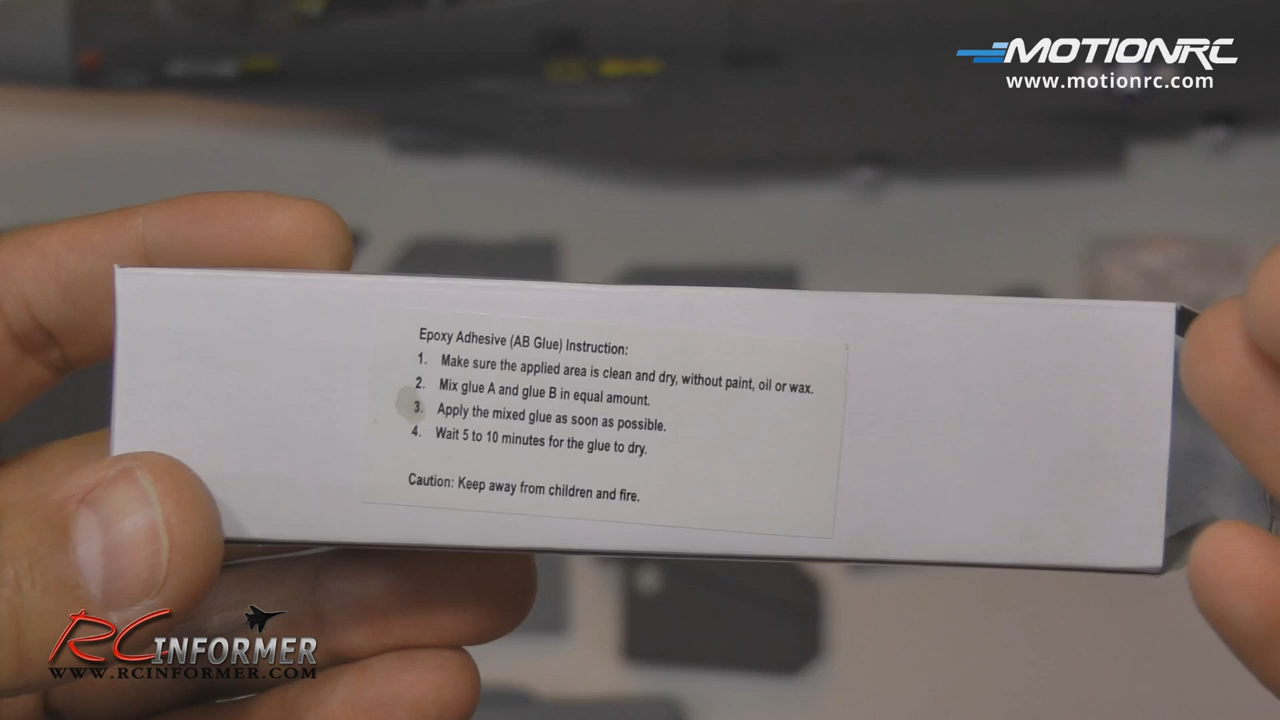 MOTIONRC
www.motionrc.com
Epoxy Adhesive (AB Glue) Instruction:
1. Make sure the applied area is clean and dry, without paint, oil or wax.
2. Mix glue A and glue B in equal amount.
3. Apply the mixed glue as soon as possible.
4. Wait 5 to 10 minutes for the glue to dry.
Caution: Keep away from children and fire.
RCINFORMER
WWW.RCINFORMER.COM